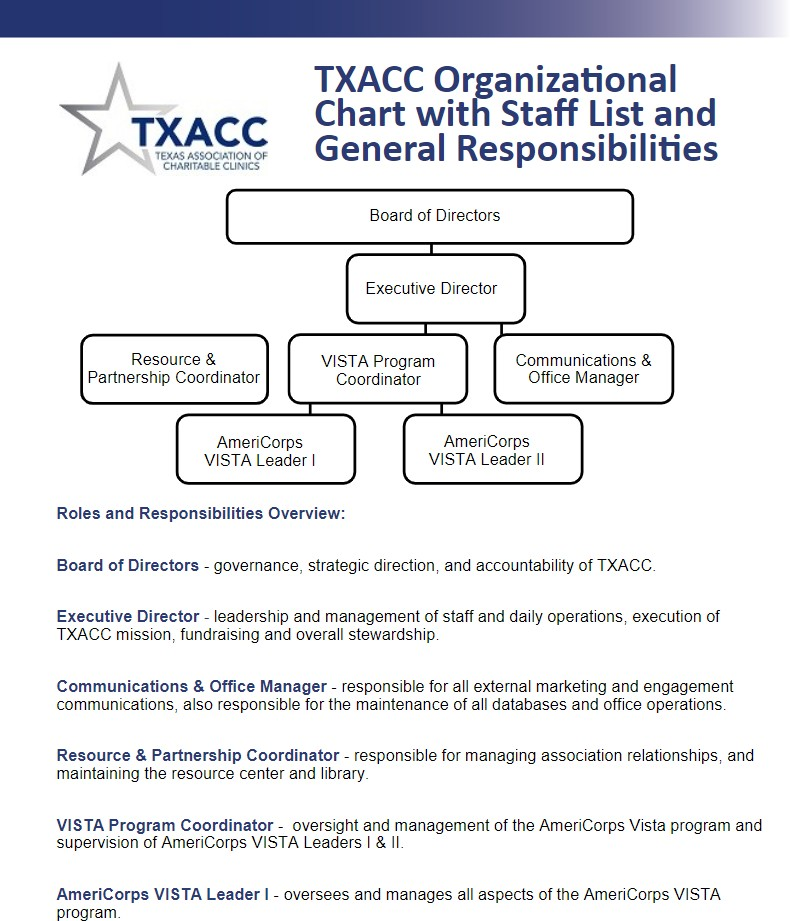 TXACC
TEXAS ASSOCIATION OF
CHARITABLE CLINICS
TXACC Organizational
Chart with Staff List and
General Responsibilities
Board of Directors
Executive Director
Resource &
Partnership Coordinator
VISTA Program
Coordinator
Communications &
Office Manager
AmeriCorps
VISTA Leader I
AmeriCorps
VISTA Leader II
Roles and Responsibilities Overview:
Board of Directors - governance, strategic direction, and accountability of TXACC.
Executive Director - leadership and management of staff and daily operations, execution of
TXACC mission, fundraising and overall stewardship.
Communications & Office Manager - responsible for all external marketing and engagement
communications, also responsible for the maintenance of all databases and office operations.
Resource & Partnership Coordinator - responsible for managing association relationships, and
maintaining the resource center and library.
VISTA Program Coordinator -  oversight and management of the AmeriCorps Vista program and
supervision of AmeriCorps VISTA Leaders I & II.
AmeriCorps VISTA Leader I - oversees and manages all aspects of the AmeriCorps VISTA
program.